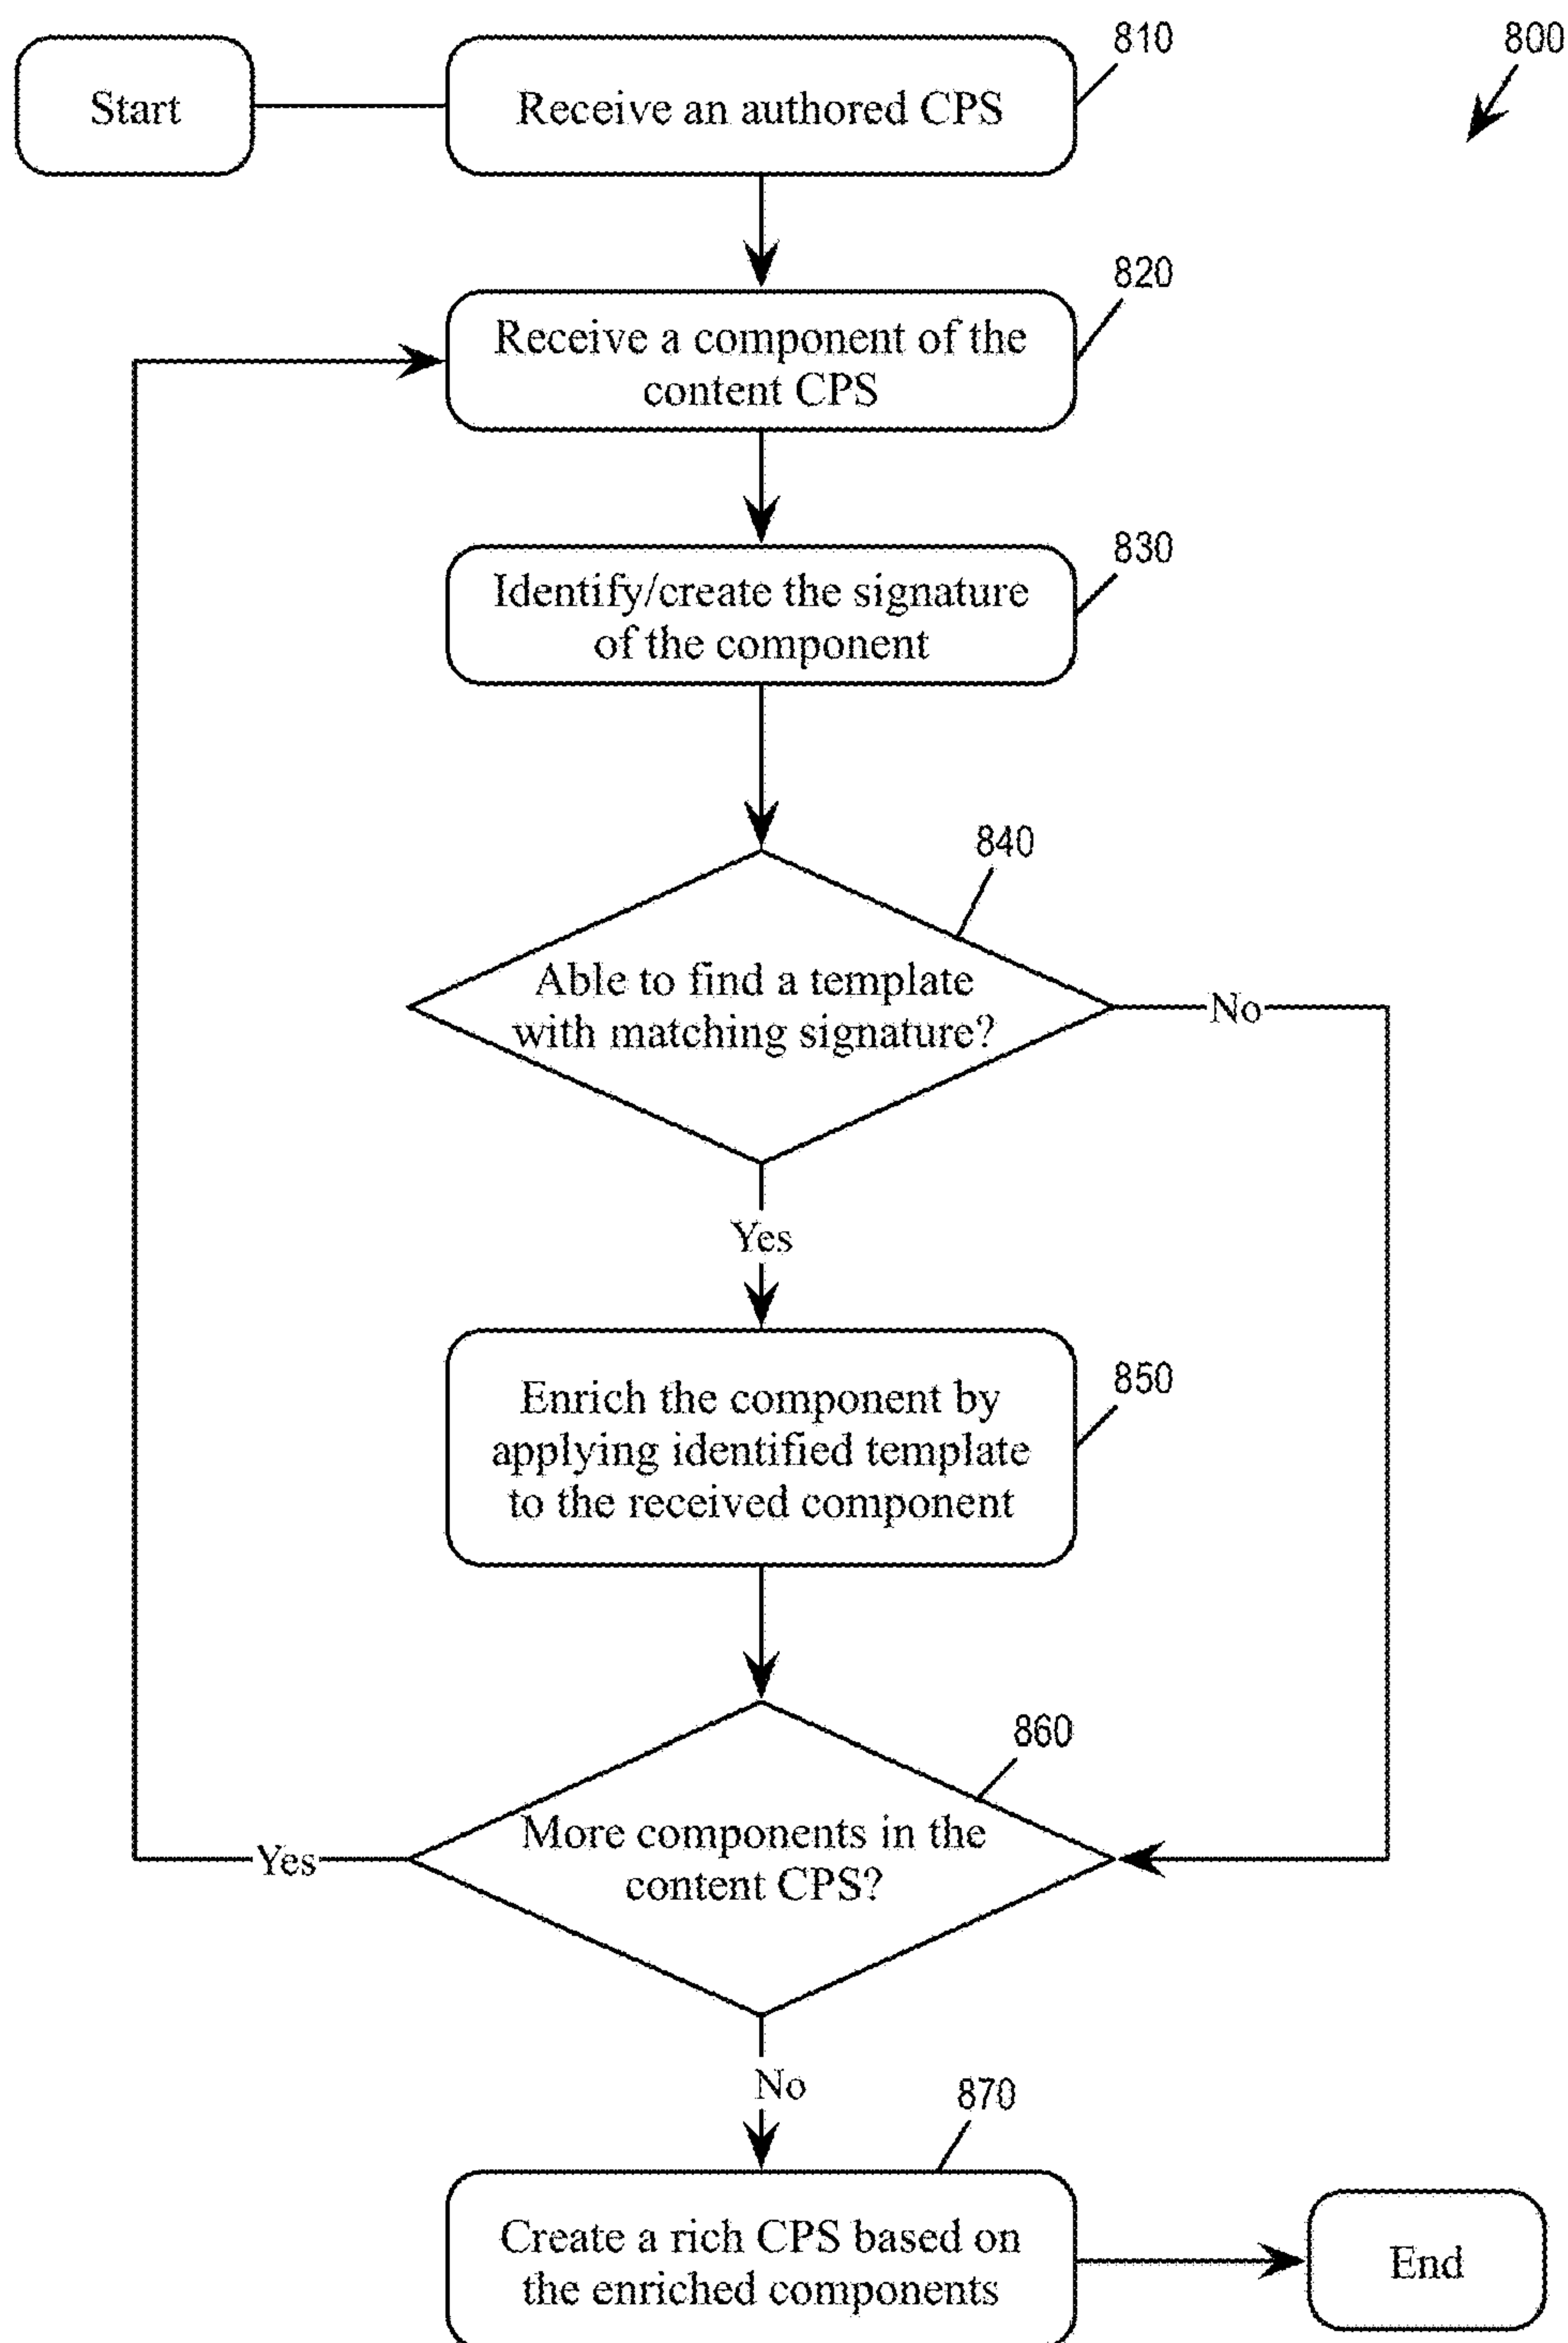 810
800
Start
Receive an authored CPS
820
Receive a component of the
content CPS
830
Identify/create the signature
of the component
840
Able to find a template
with matching signature?
No
Yes
850
Enrich the component by
applying identified template
to the received component
860
More components in the
content CPS?
Yes
No
870
Create a rich CPS based on
the enriched components
End